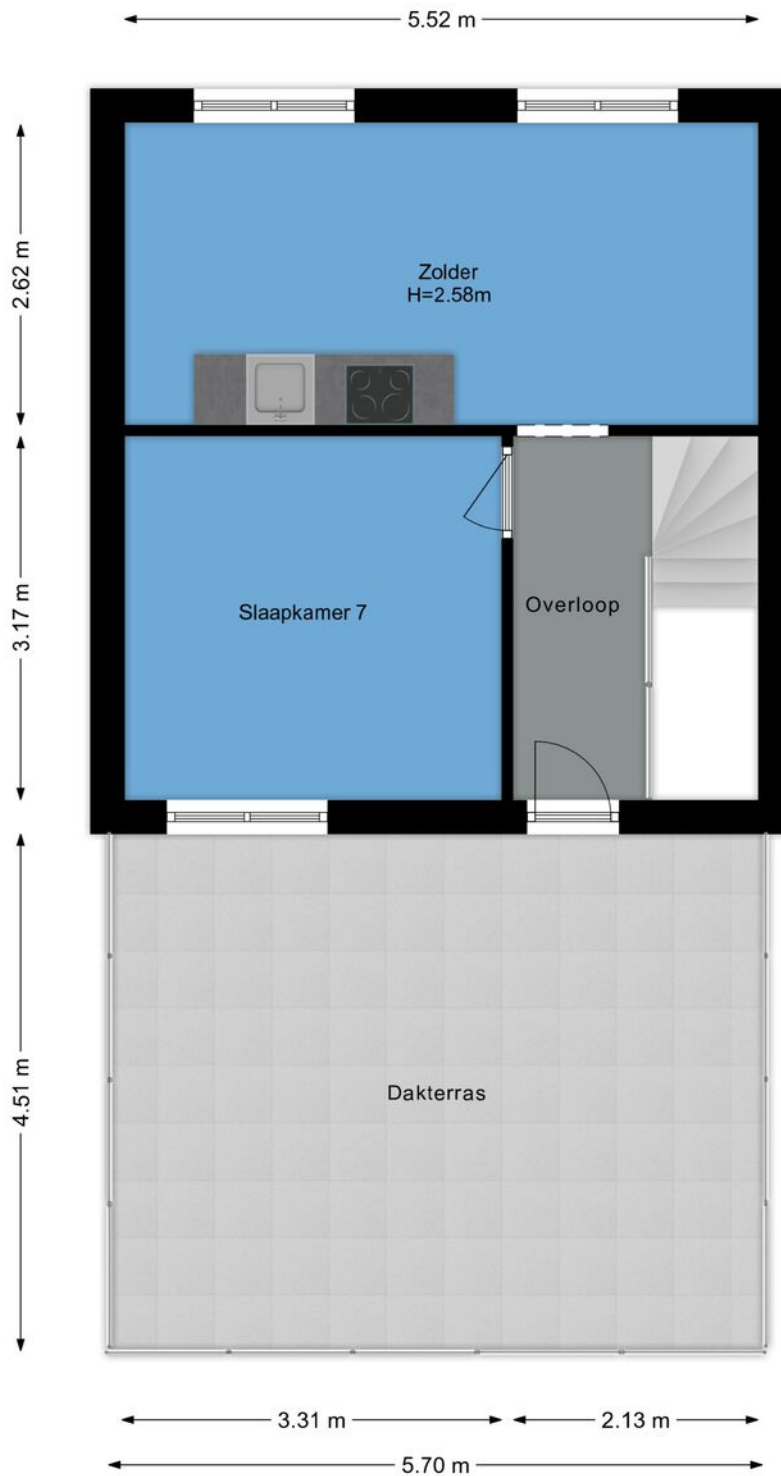 5.52 m
2.62 m
Zolder
H=2.58m
3.17 m
Slaapkamer 7
Overloop
4.51 m
Dakterras
3.31 m
2.13 m
5.70 m